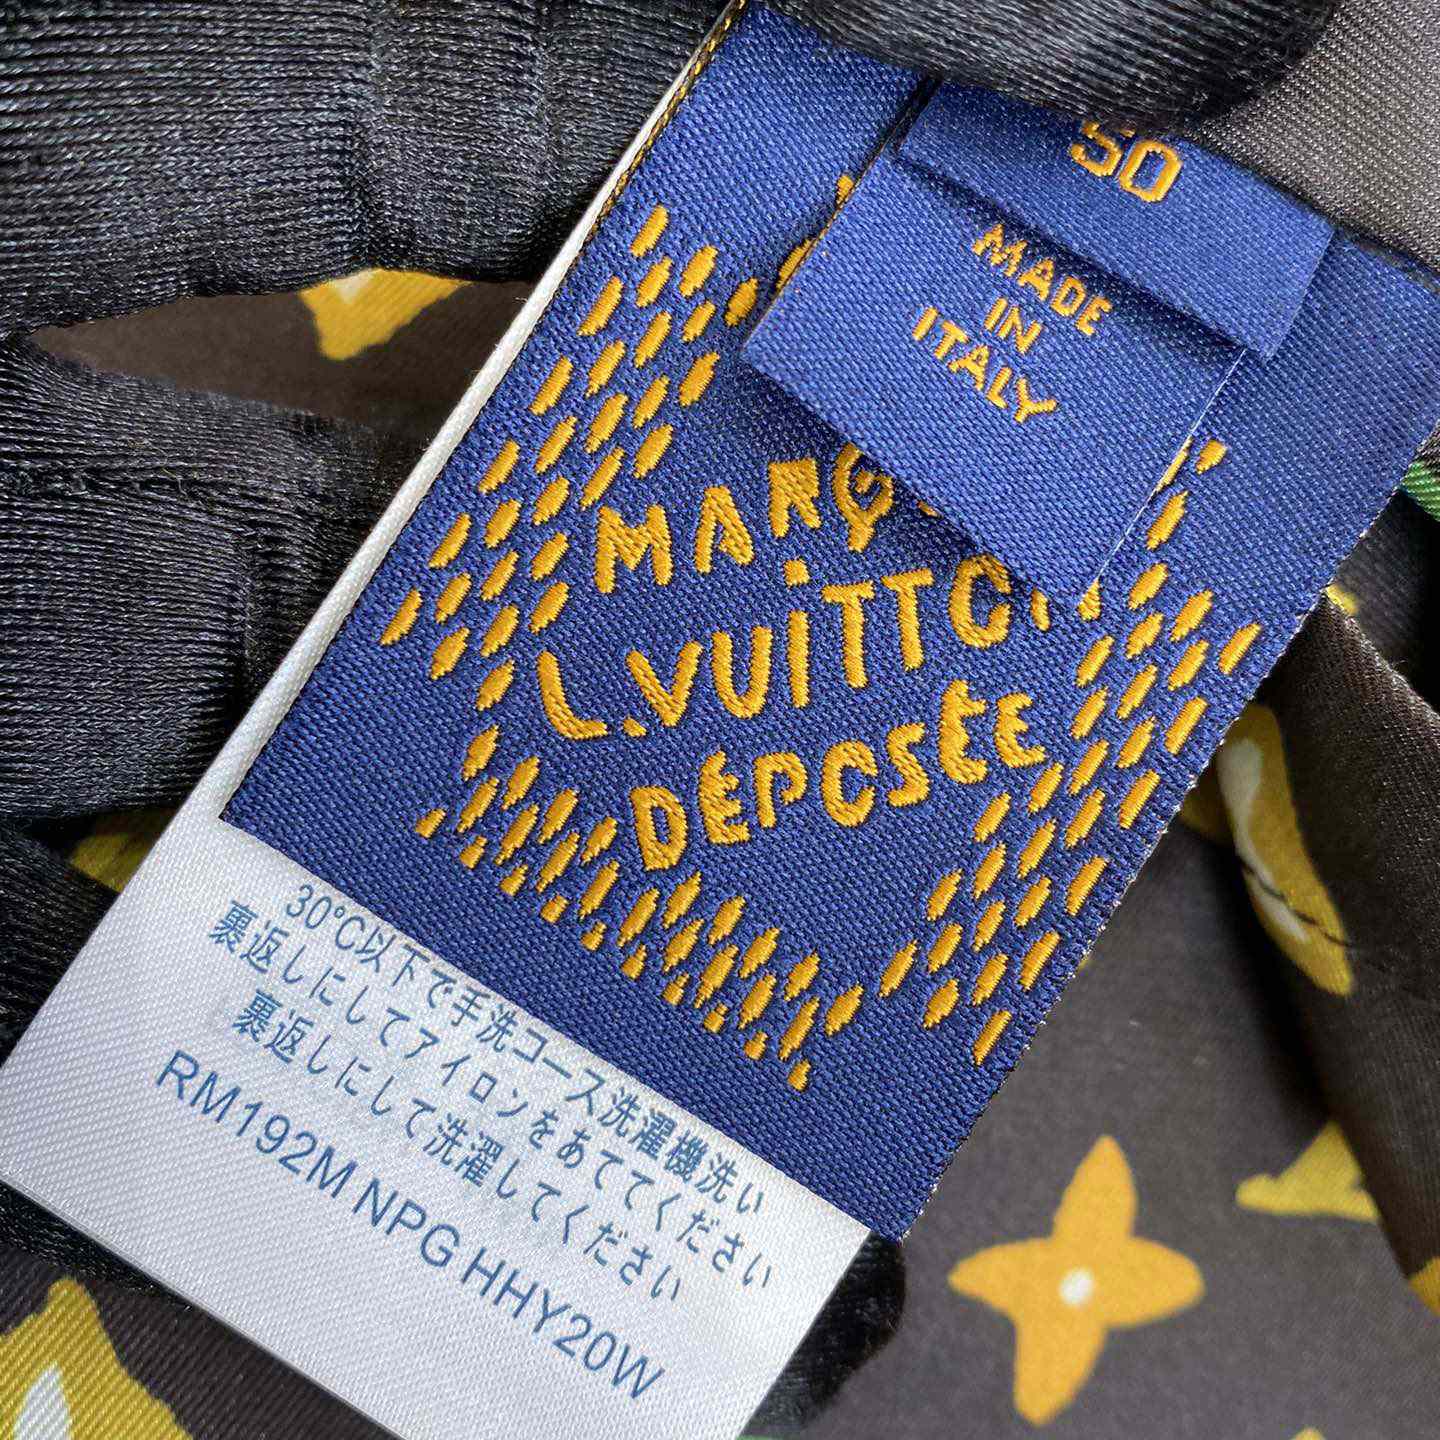 50
MADE
IN
ITALY
L.VUITTON
DEPOSTE
30℃以下で手洗コース洗濯機洗い
裏返しにしてアイロンをあててください
裏返しにして洗濯してください
RM192M NPG HHY20W